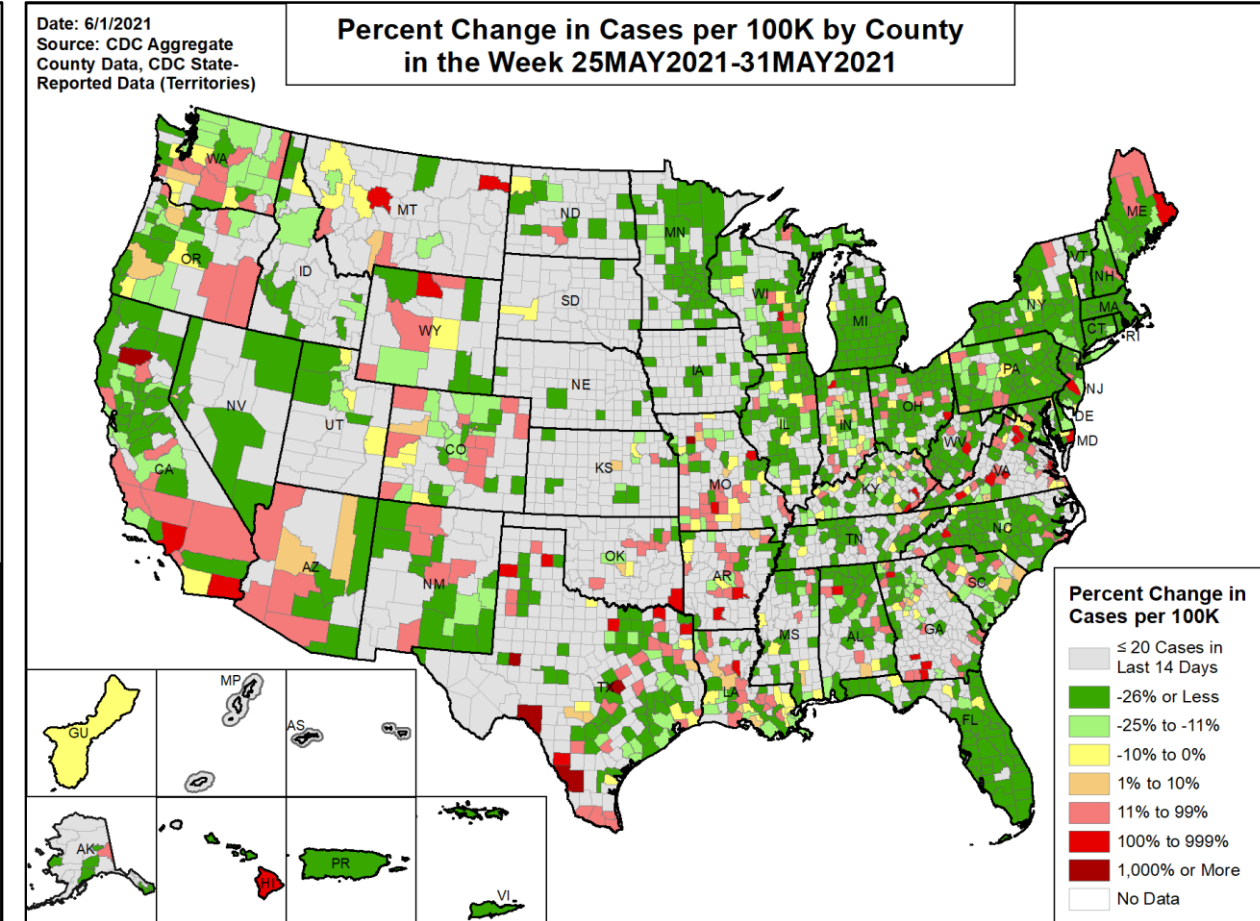 Date: 6/1/2021
Source: CDC Aggregate
County Data, CDC State-
Reported Data (Territories)
Percent Change in Cases per 100K by County
in the Week 25MAY2021-31MAY2021
WA
MT
ND
MN
ME
OR
ID
SD
WI
VT
NH
NY
MA
CT
RI
WY
MI
NV
UT
NE
IA
PA
NJ
OH
IN
IL
DE
MD
CA
CO
KS
MO
WV
VA
KY
NC
TN
AZ
NM
OK
AR
SC
MS
AL
GA
TX
LA
FL
GU
MP
AS
AK
HI
PR
VI
Percent Change in
Cases per 100K
≤ 20 Cases in
Last 14 Days
-26% or Less
-25% to -11%
-10% to 0%
1% to 10%
11% to 99%
100% to 999%
1,000% or More
No Data